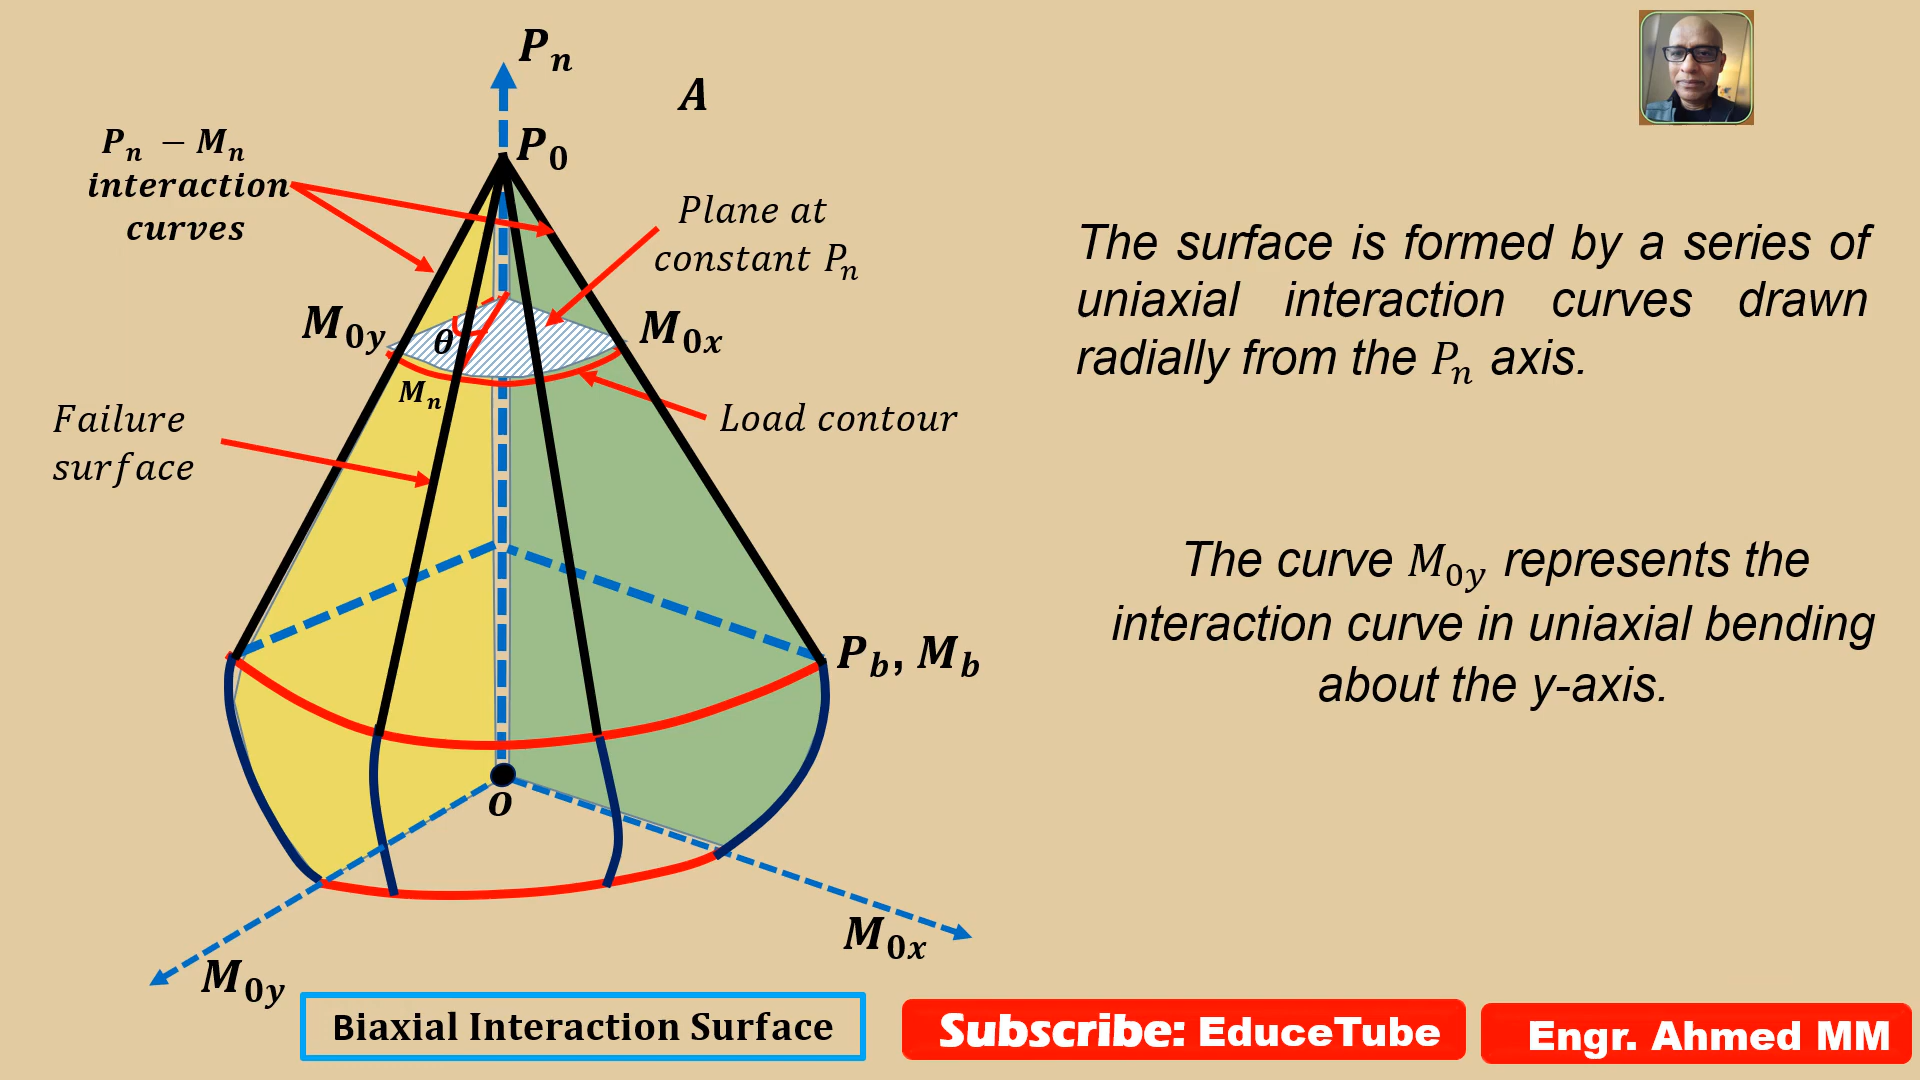 Pₙ
A
P₀
Pₙ − Mₙ
interaction
curves
Plane at
constant Pₙ
M₀y
M₀x
θ
Mₙ
Failure
surface
Load contour
P_b, M_b
O
M₀x
M₀y
Biaxial Interaction Surface
The surface is formed by a series of
uniaxial interaction curves drawn
radially from the Pₙ axis.
The curve M₀y represents the
interaction curve in uniaxial bending
about the y-axis.
Subscribe: EduceTube
Engr. Ahmed MM